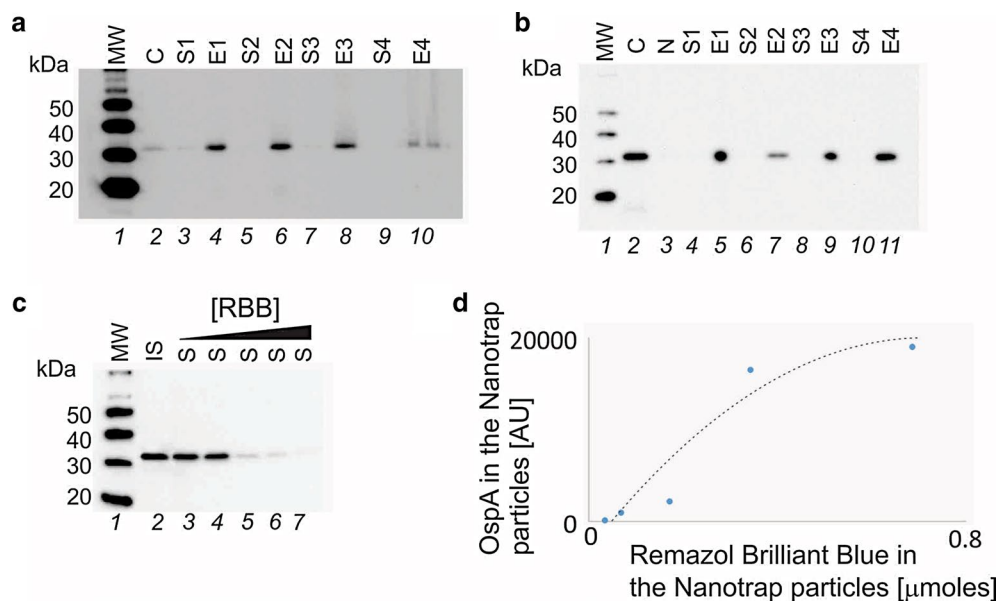 a
kDa MW C S1 E1 S2 E2 S3 E3 S4 E4
50
40
30
20
1 2 3 4 5 6 7 8 9 10
b
kDa MW C N S1 E1 S2 E2 S3 E3 S4 E4
50
40
30
20
1 2 3 4 5 6 7 8 9 10 11
c
[RBB]
kDa MW IS S S S S S
50
40
30
20
1 2 3 4 5 6 7
d
20000
0
OspA in the Nanotrap
particles [AU]
0 0.8
Remazol Brilliant Blue in
the Nanotrap particles [μmoles]